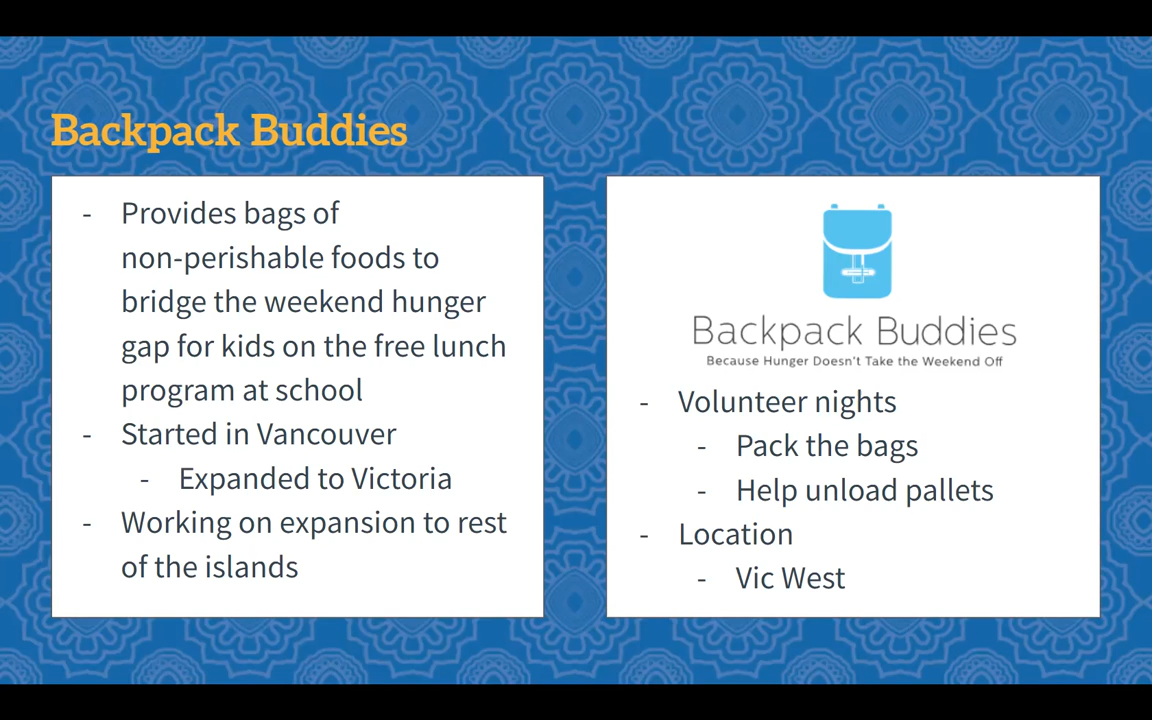 Backpack Buddies
- Provides bags of
non-perishable foods to
bridge the weekend hunger
gap for kids on the free lunch
program at school
- Started in Vancouver
- Expanded to Victoria
- Working on expansion to rest
of the islands
Backpack Buddies
Because Hunger Doesn't Take the Weekend Off
- Volunteer nights
- Pack the bags
- Help unload pallets
- Location
- Vic West